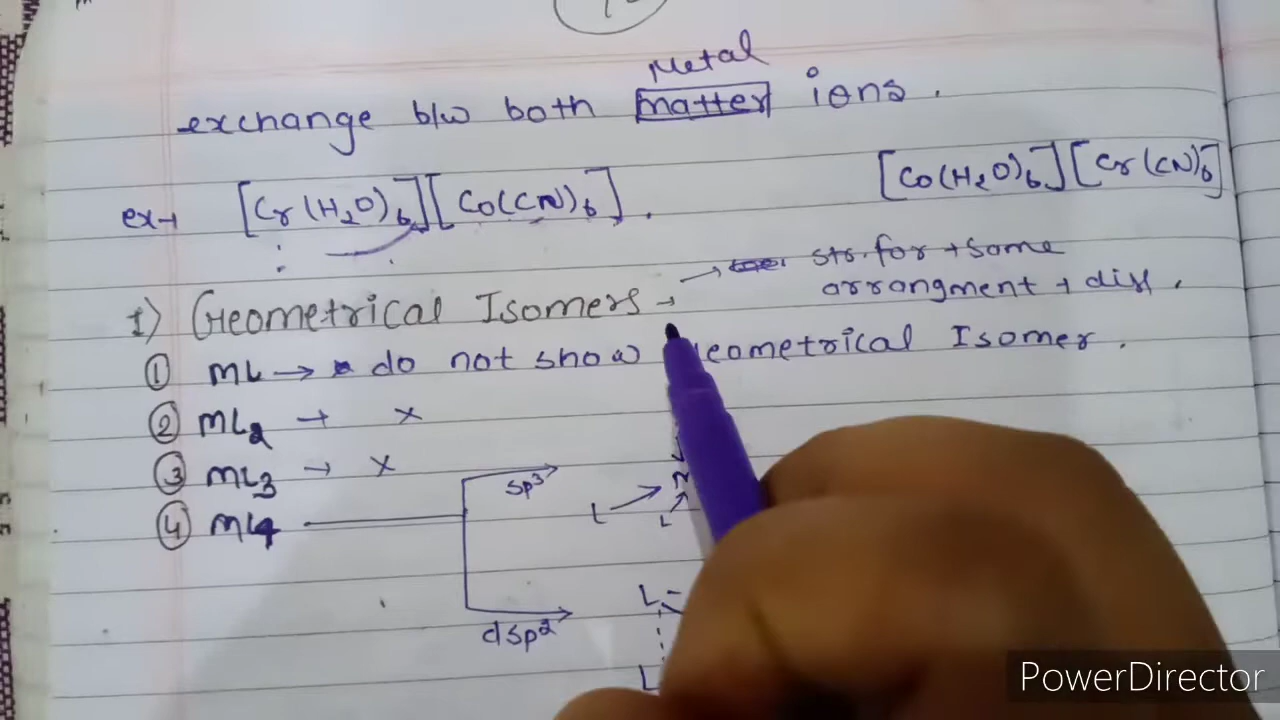 Metal
exchange b/w both matter ions.
ex→ [Cr(H2O)6][Co(CN)6]. [Co(H2O)6][Cr(CN)6]
1) Geometrical Isomers → → str. for + same
arrangment + diff.
① ML → do not show Geometrical Isomer.
② ML2 → ×
③ ML3 → ×
④ ML4
sp³
L L
dsp²
L
L
PowerDirector